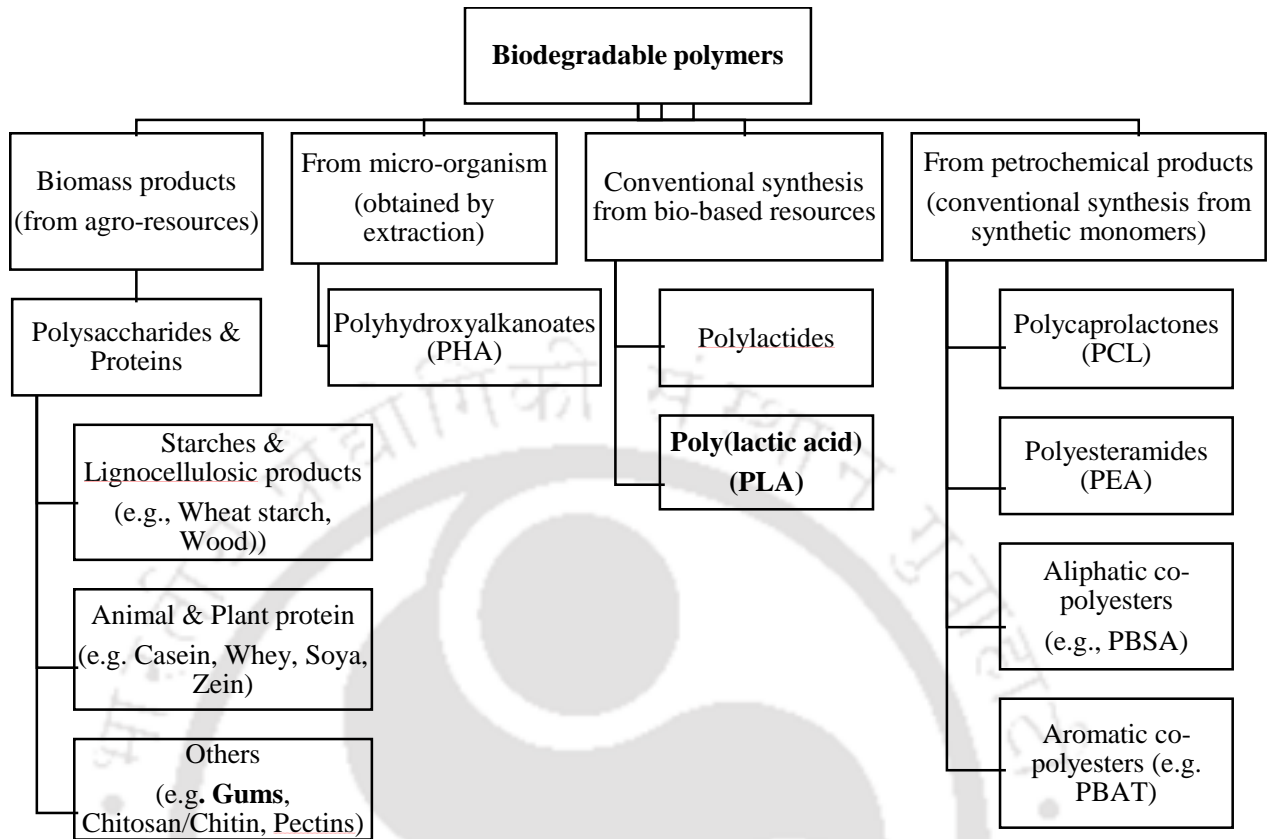 Biodegradable polymers
Biomass products
(from agro-resources)
From micro-organism
(obtained by
extraction)
Conventional synthesis
from bio-based resources
From petrochemical products
(conventional synthesis from
synthetic monomers)
Polysaccharides &
Proteins
Starches &
Lignocellulosic products
(e.g., Wheat starch,
Wood))
Animal & Plant protein
(e.g. Casein, Whey, Soya,
Zein)
Others
(e.g. Gums,
Chitosan/Chitin, Pectins)
Polyhydroxyalkanoates
(PHA)
Polylactides
Poly(lactic acid)
(PLA)
Polycaprolactones
(PCL)
Polyesteramides
(PEA)
Aliphatic co-
polyesters
(e.g., PBSA)
Aromatic co-
polyesters (e.g.
PBAT)